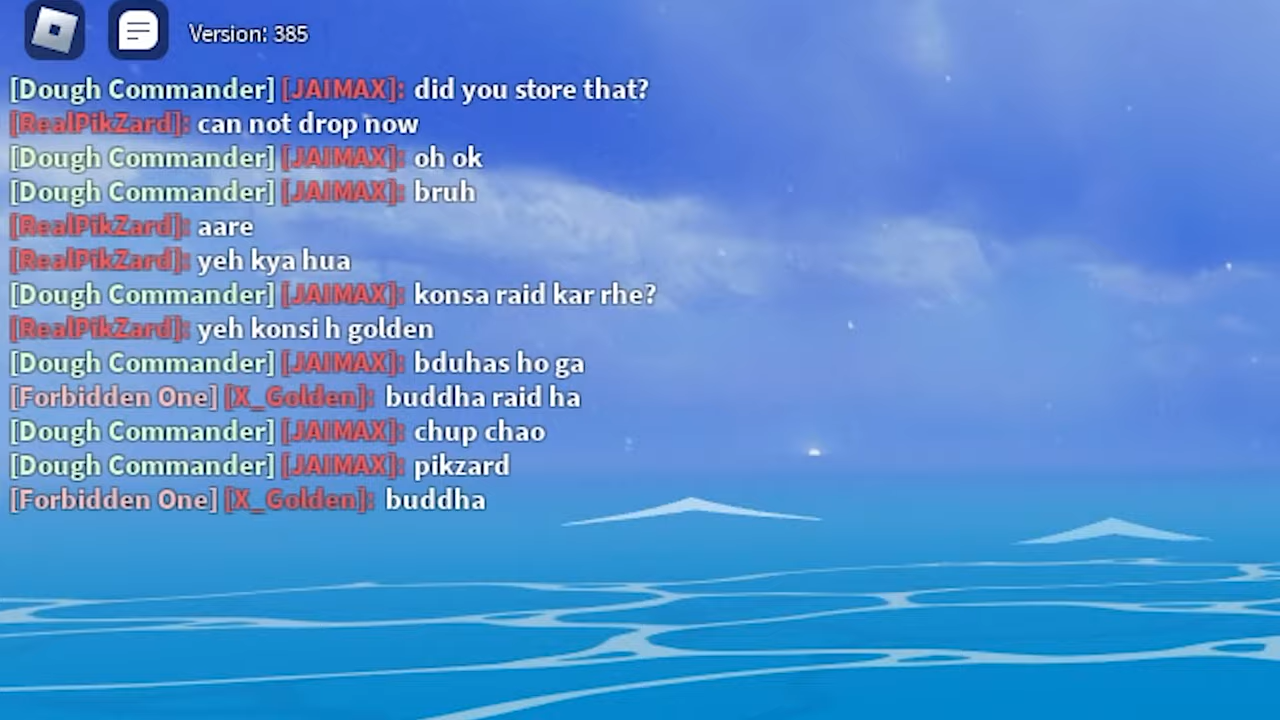 Version: 385
[Dough Commander] [JAIMAX]: did you store that?
[RealPikZard]: can not drop now
[Dough Commander] [JAIMAX]: oh ok
[Dough Commander] [JAIMAX]: bruh
[RealPikZard]: aare
[RealPikZard]: yeh kya hua
[Dough Commander] [JAIMAX]: konsa raid kar rhe?
[RealPikZard]: yeh konsi h golden
[Dough Commander] [JAIMAX]: bduhas ho ga
[Forbidden One] [X_Golden]: buddha raid ha
[Dough Commander] [JAIMAX]: chup chao
[Dough Commander] [JAIMAX]: pikzard
[Forbidden One] [X_Golden]: buddha